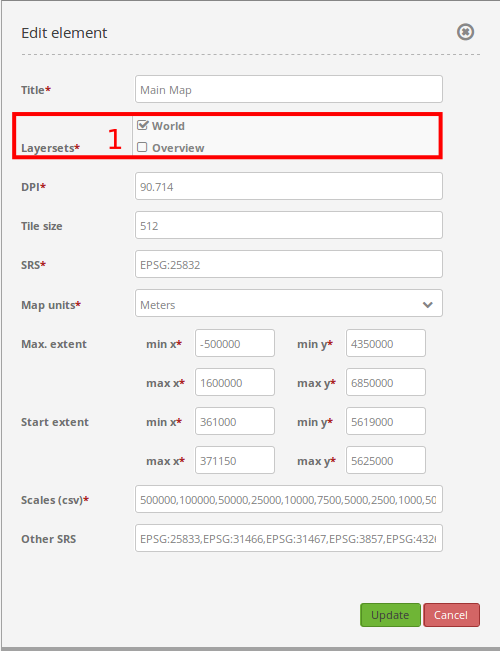 Edit element
Title* Main Map
World
Layersets* 1 Overview
DPI* 90.714
Tile size 512
SRS* EPSG:25832
Map units* Meters
Max. extent min x* -500000 min y* 4350000
max x* 1600000 max y* 6850000
Start extent min x* 361000 min y* 5619000
max x* 371150 max y* 5625000
Scales (csv)* 500000,100000,50000,25000,10000,7500,5000,2500,1000,50
Other SRS EPSG:25833,EPSG:31466,EPSG:31467,EPSG:3857,EPSG:432
Update Cancel